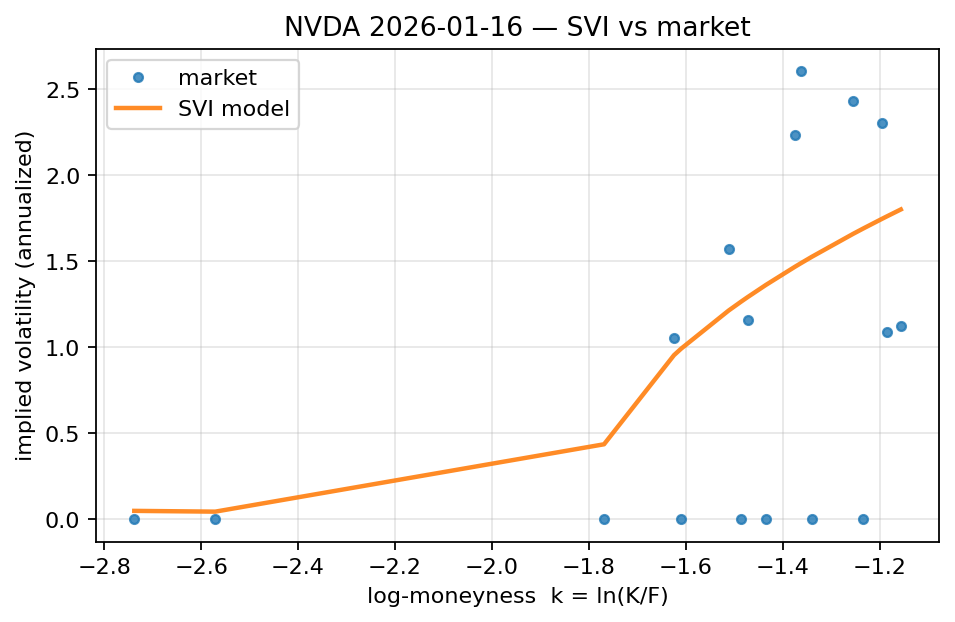 NVDA 2026-01-16 — SVI vs market
market
SVI model
implied volatility (annualized)
2.5
2.0
1.5
1.0
0.5
0.0
−2.8 −2.6 −2.4 −2.2 −2.0 −1.8 −1.6 −1.4 −1.2
log-moneyness k = ln(K/F)